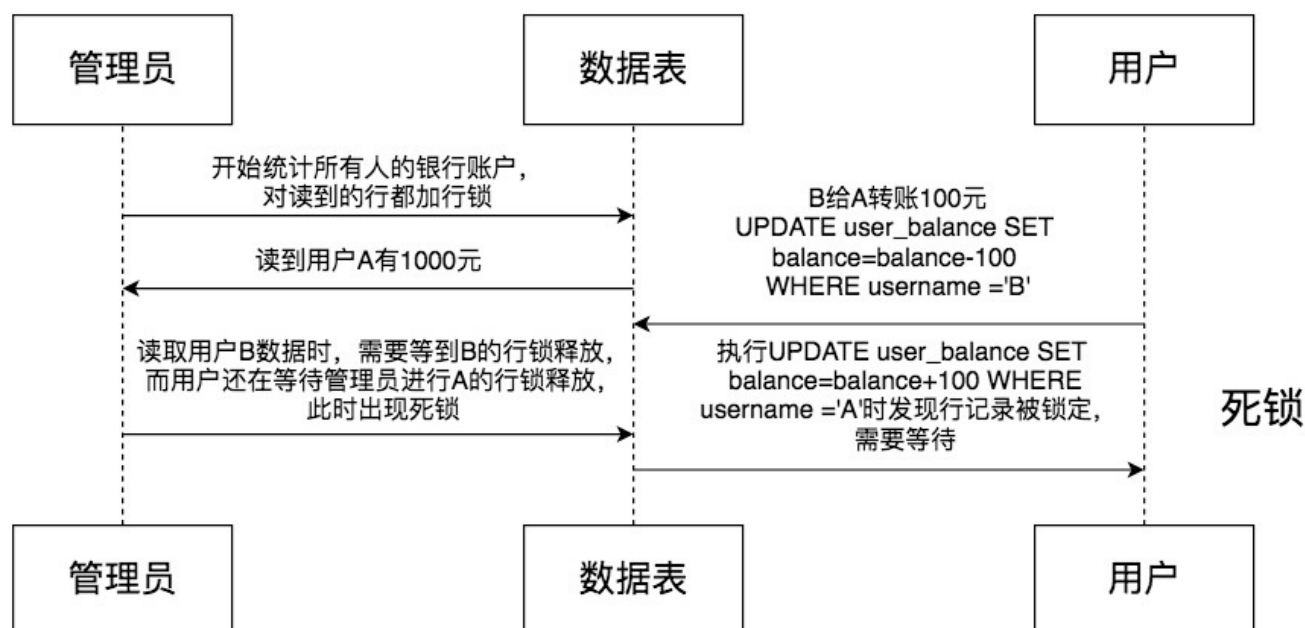 管理员
数据表
用户
开始统计所有人的银行账户，
对读到的行都加行锁
B给A转账100元
UPDATE user_balance SET
balance=balance-100
WHERE username ='B'
读到用户A有1000元
读取用户B数据时，需要等到B的行锁释放，
而用户还在等待管理员进行A的行锁释放，
此时出现死锁
执行UPDATE user_balance SET
balance=balance+100 WHERE
username ='A'时发现行记录被锁定，
需要等待
死锁
管理员
数据表
用户